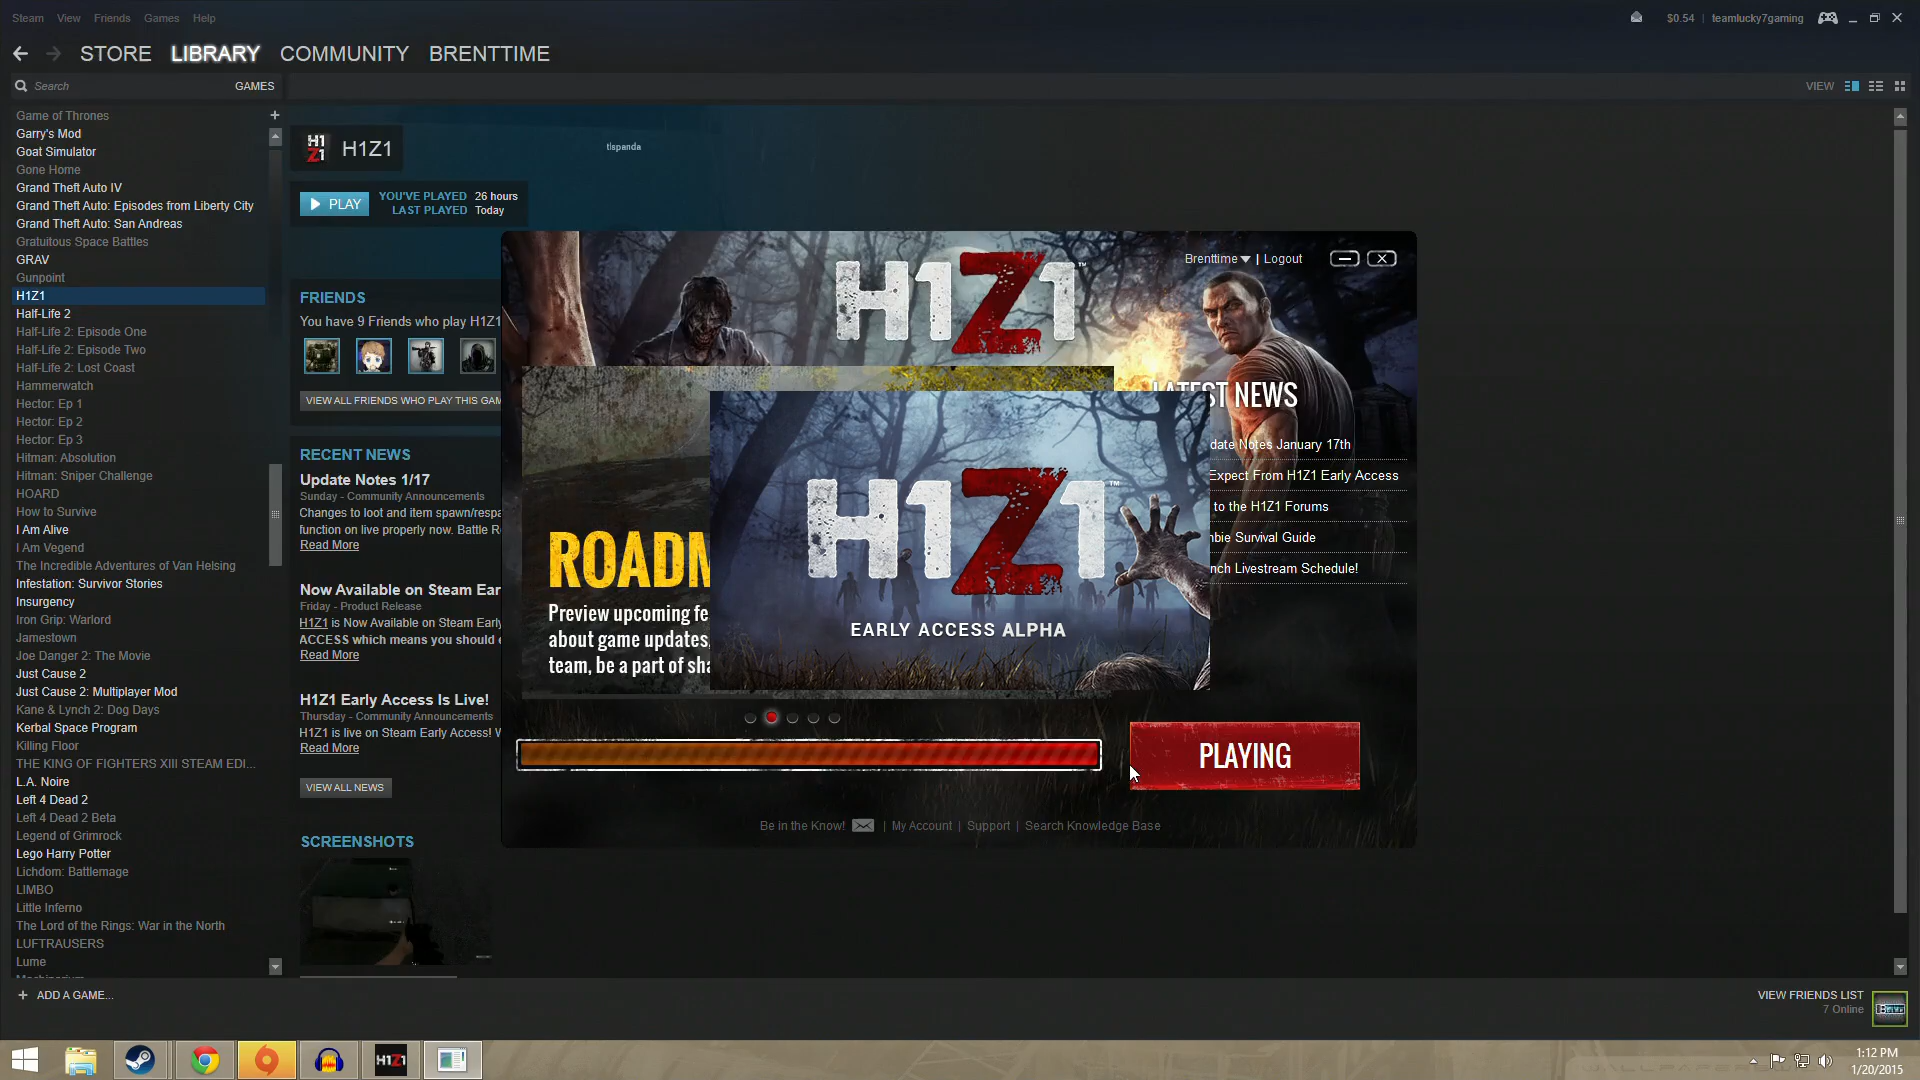 Steam View Friends Games Help
$0.54 | teamlucky7gaming
STORE LIBRARY COMMUNITY BRENTTIME
Search
GAMES
VIEW
Game of Thrones
Garry's Mod
Goat Simulator
Gone Home
Grand Theft Auto IV
Grand Theft Auto: Episodes from Liberty City
Grand Theft Auto: San Andreas
Gratuitous Space Battles
GRAV
Gunpoint
H1Z1
Half-Life 2
Half-Life 2: Episode One
Half-Life 2: Episode Two
Half-Life 2: Lost Coast
Hammerwatch
Hector: Ep 1
Hector: Ep 2
Hector: Ep 3
Hitman: Absolution
Hitman: Sniper Challenge
HOARD
How to Survive
I Am Alive
I Am Vegend
The Incredible Adventures of Van Helsing
Infestation: Survivor Stories
Insurgency
Iron Grip: Warlord
Jamestown
Joe Danger 2: The Movie
Just Cause 2
Just Cause 2: Multiplayer Mod
Kane & Lynch 2: Dog Days
Kerbal Space Program
Killing Floor
THE KING OF FIGHTERS XIII STEAM EDI...
L.A. Noire
Left 4 Dead 2
Left 4 Dead 2 Beta
Legend of Grimrock
Lego Harry Potter
Lichdom: Battlemage
LIMBO
Little Inferno
The Lord of the Rings: War in the North
LUFTRAUSERS
Lume
+ ADD A GAME...
H1Z1
H1Z1
tispanda
PLAY
YOU'VE PLAYED 26 hours
LAST PLAYED Today
FRIENDS
You have 9 Friends who play H1Z1
VIEW ALL FRIENDS WHO PLAY THIS GAM
RECENT NEWS
Update Notes 1/17
Sunday - Community Announcements
Changes to loot and item spawn/respa
function on live properly now. Battle R
Read More
Now Available on Steam Ear
Friday - Product Release
H1Z1 is Now Available on Steam Early
ACCESS which means you should
Read More
H1Z1 Early Access Is Live!
Thursday - Community Announcements
H1Z1 is live on Steam Early Access!
Read More
VIEW ALL NEWS
SCREENSHOTS
Brenttime | Logout
H1Z1™
LATEST NEWS
date Notes January 17th
Expect From H1Z1 Early Access
to the H1Z1 Forums
mbie Survival Guide
nch Livestream Schedule!
ROADM
Preview upcoming fe
about game updates,
team, be a part of sha
H1Z1™
EARLY ACCESS ALPHA
PLAYING
Be in the Know! | My Account | Support | Search Knowledge Base
VIEW FRIENDS LIST
7 Online
H1Z1
1:12 PM
1/20/2015